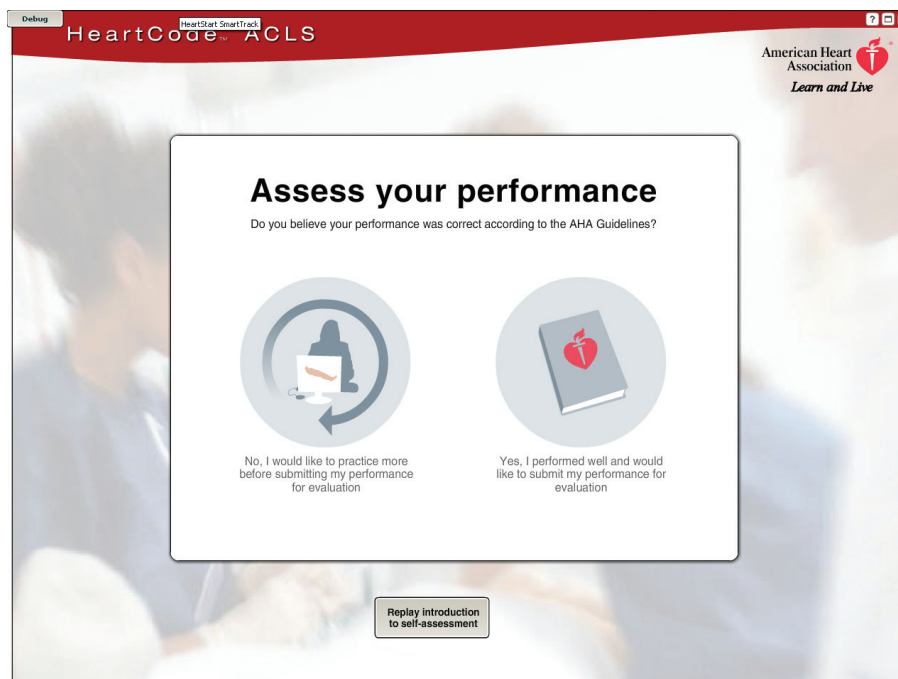 Debug
HeartStart SmartTrack
HeartCode™ ACLS
?
American Heart
Association
®
Learn and Live
Assess your performance
Do you believe your performance was correct according to the AHA Guidelines?
No, I would like to practice more
before submitting my performance
for evaluation
Yes, I performed well and would
like to submit my performance for
evaluation
Replay introduction
to self-assessment